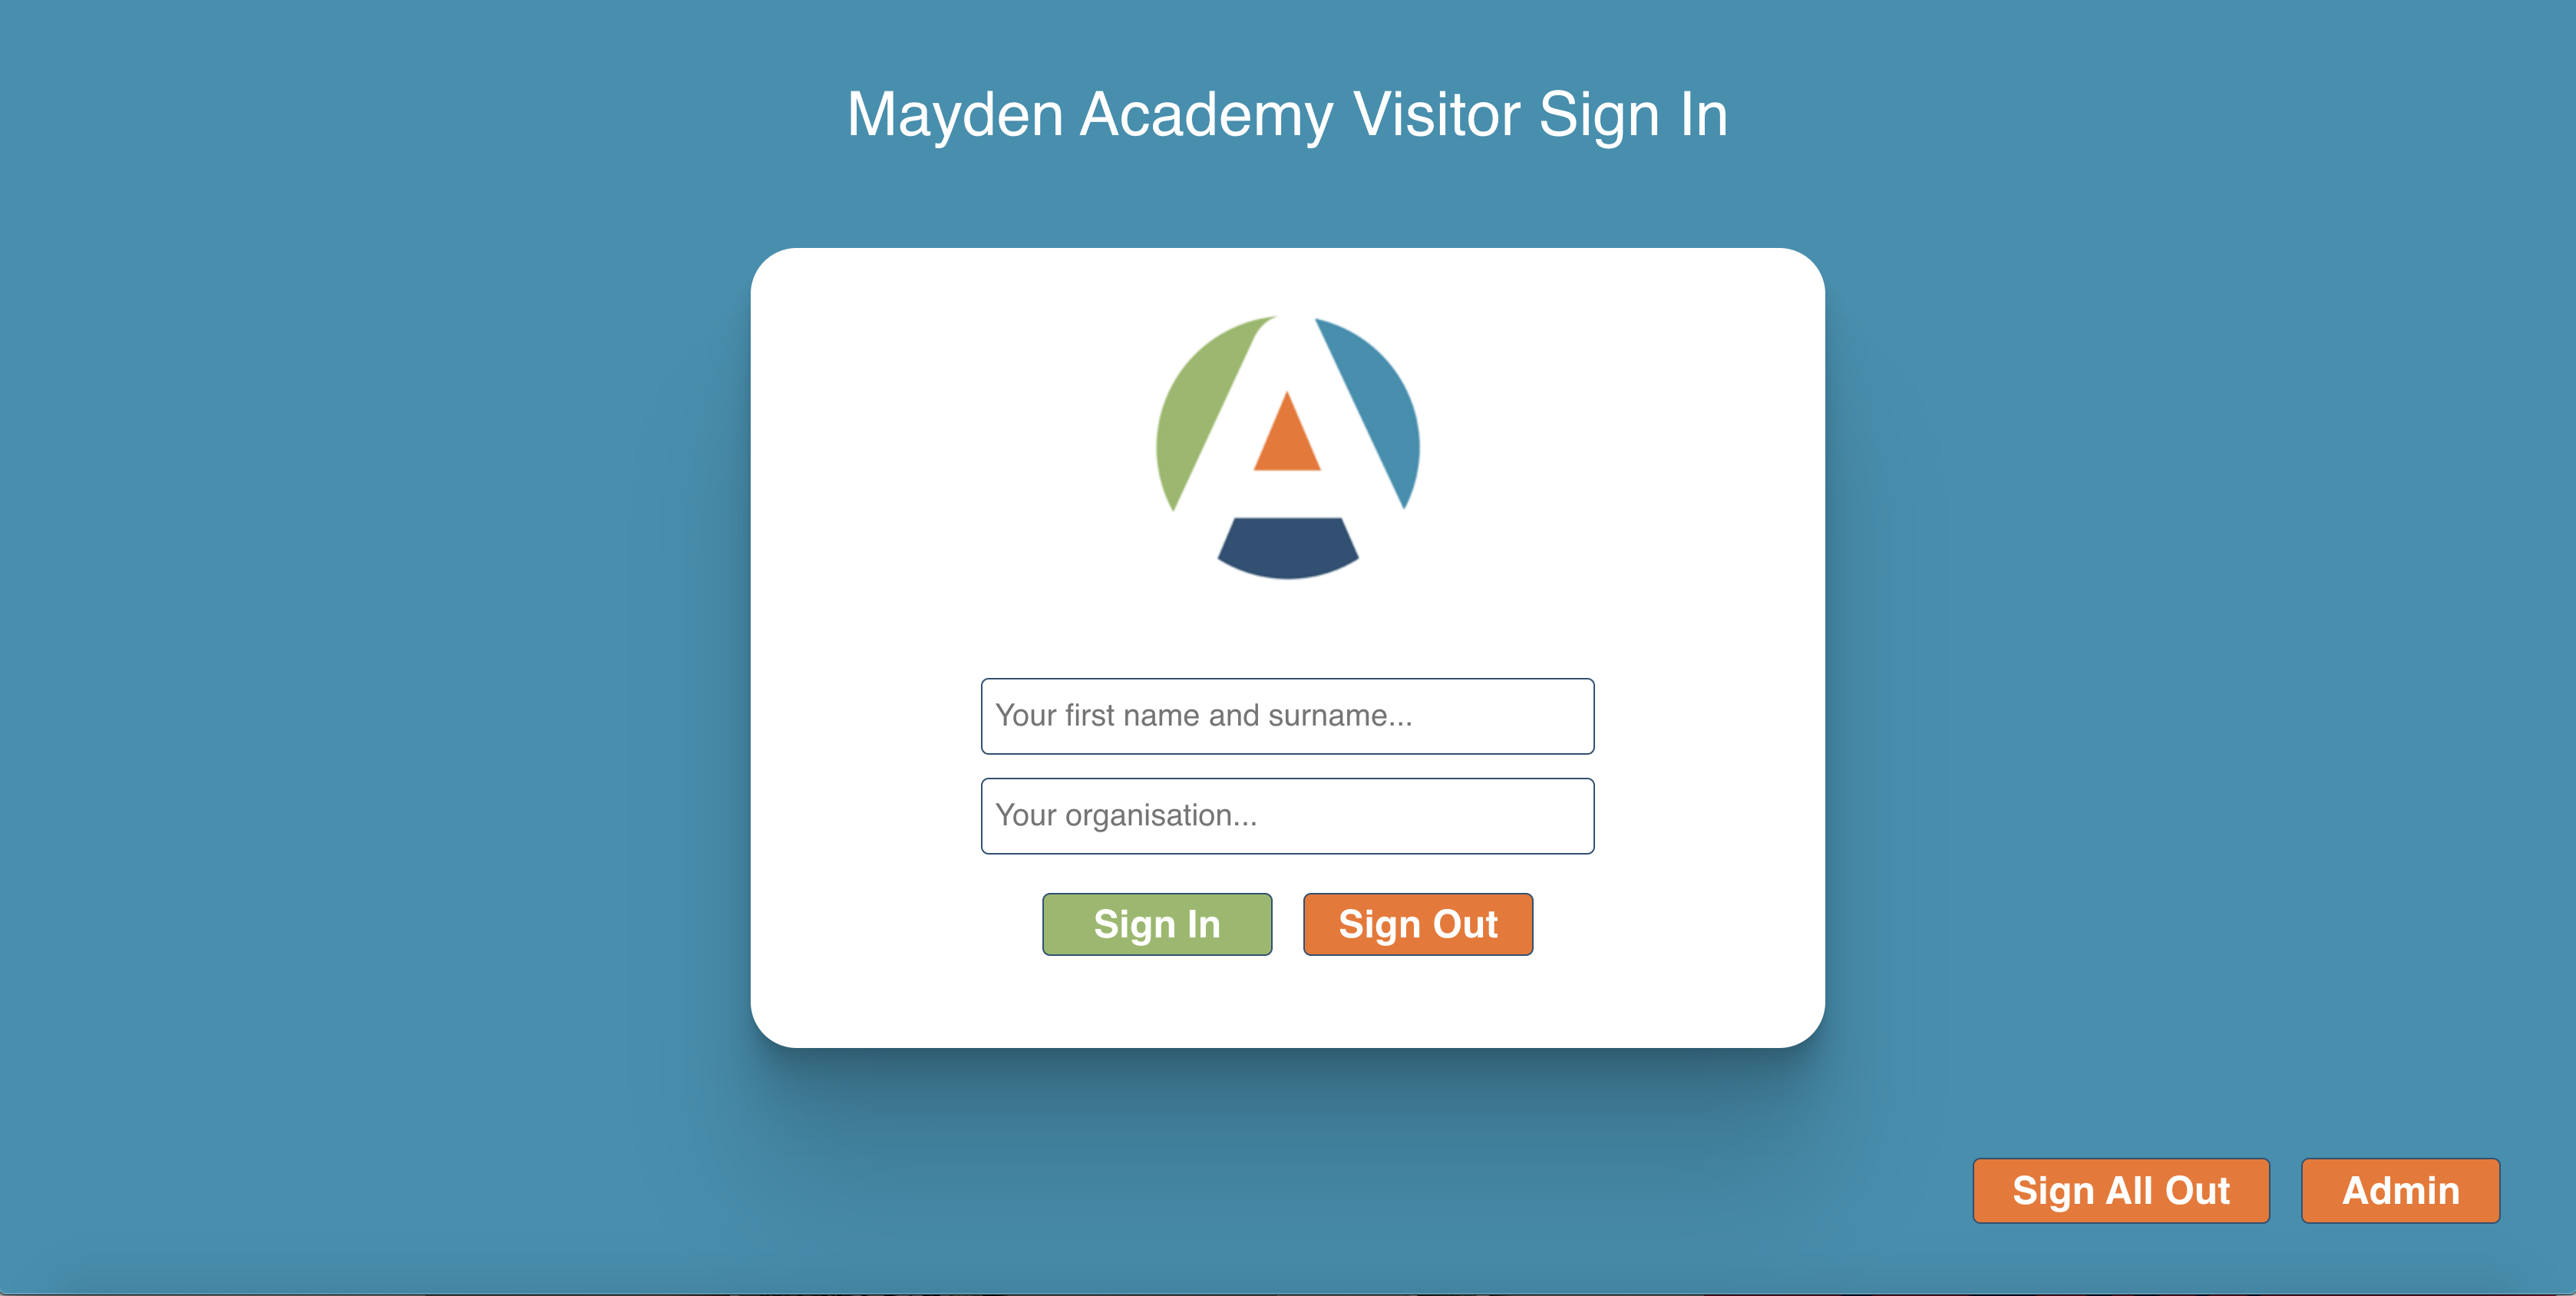 Mayden Academy Visitor Sign In
Your first name and surname...
Your organisation...
Sign In
Sign Out
Sign All Out
Admin